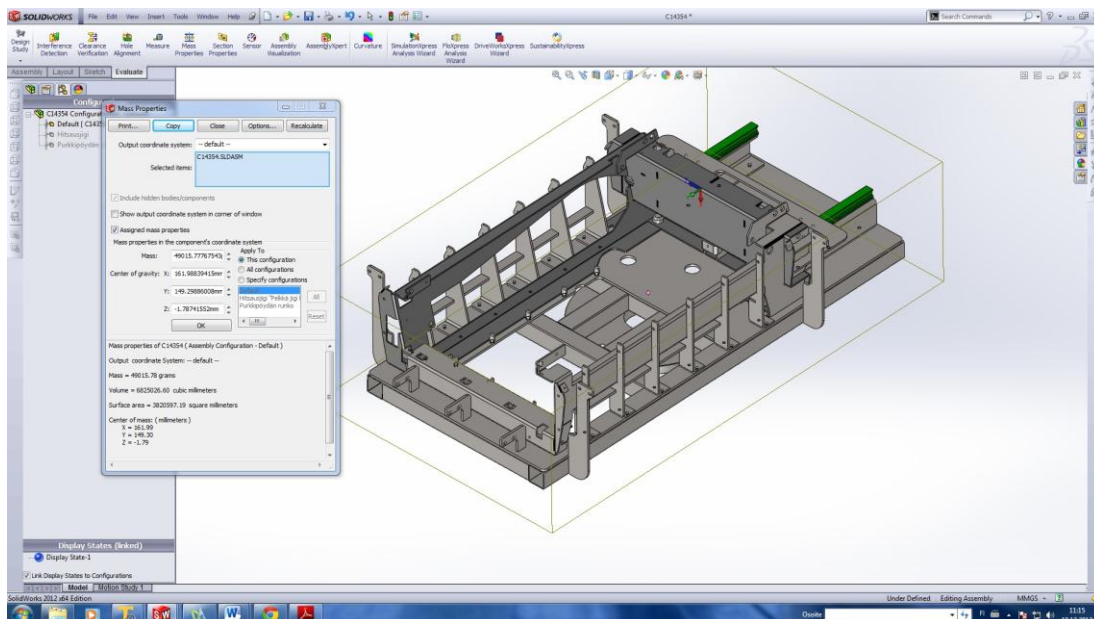 SOLIDWORKS File Edit View Insert Tools Window Help
C14354 *
Search Commands
Design Study
Interference Detection
Clearance Verification
Hole Alignment
Measure
Mass Properties
Section Properties
Sensor
Assembly Visualization
AssemblyXpert
Curvature
SimulationXpress Analysis Wizard
FloXpress Analysis Wizard
DriveWorksXpress Wizard
SustainabilityXpress
Assembly Layout Sketch Evaluate
C14354 Configurat
Default [ C1435
Hitsausjigi
Purkkipöydän
Mass Properties
Print... Copy Close Options... Recalculate
Output coordinate system: -- default --
C14354.SLDASM
Selected items:
Include hidden bodies/components
Show output coordinate system in corner of window
Assigned mass properties
Mass properties in the component's coordinate system
Mass: 49015.77767543
Center of gravity: X: 161.98839415mm
Y: 149.29886008mm
Z: -1.78741552mm
OK
Apply To
This configuration
All configurations
Specify configurations
Default
Hitsausjigi "Pelkkä jigi
Purkkipöydän runko
All
Reset
Mass properties of C14354 ( Assembly Configuration - Default )
Output coordinate System: -- default --
Mass = 49015.78 grams
Volume = 6825026.60 cubic millimeters
Surface area = 3820597.19 square millimeters
Center of mass: ( millimeters )
X = 161.99
Y = 149.30
Z = -1.79
Display States (linked)
Display State-1
Link Display States to Configurations
Model Motion Study 1
SolidWorks 2012 x64 Edition
Under Defined Editing Assembly MMGS
Osoite
FI
11:15